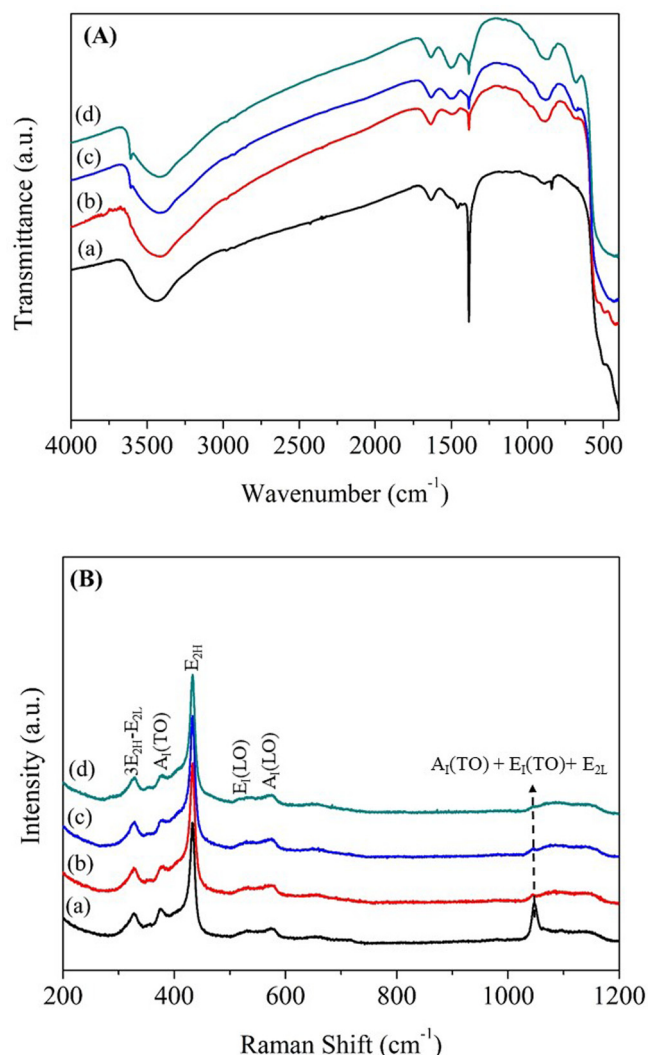 (A)
(d)
(c)
(b)
(a)
Transmittance (a.u.)
4000 3500 3000 2500 2000 1500 1000 500
Wavenumber (cm⁻¹)
(B)
E₂H
3E₂H-E₂L
A₁(TO)
E₁(LO)
A₁(LO)
A₁(TO) + E₁(TO)+ E₂L
(d)
(c)
(b)
(a)
Intensity (a.u.)
200 400 600 800 1000 1200
Raman Shift (cm⁻¹)